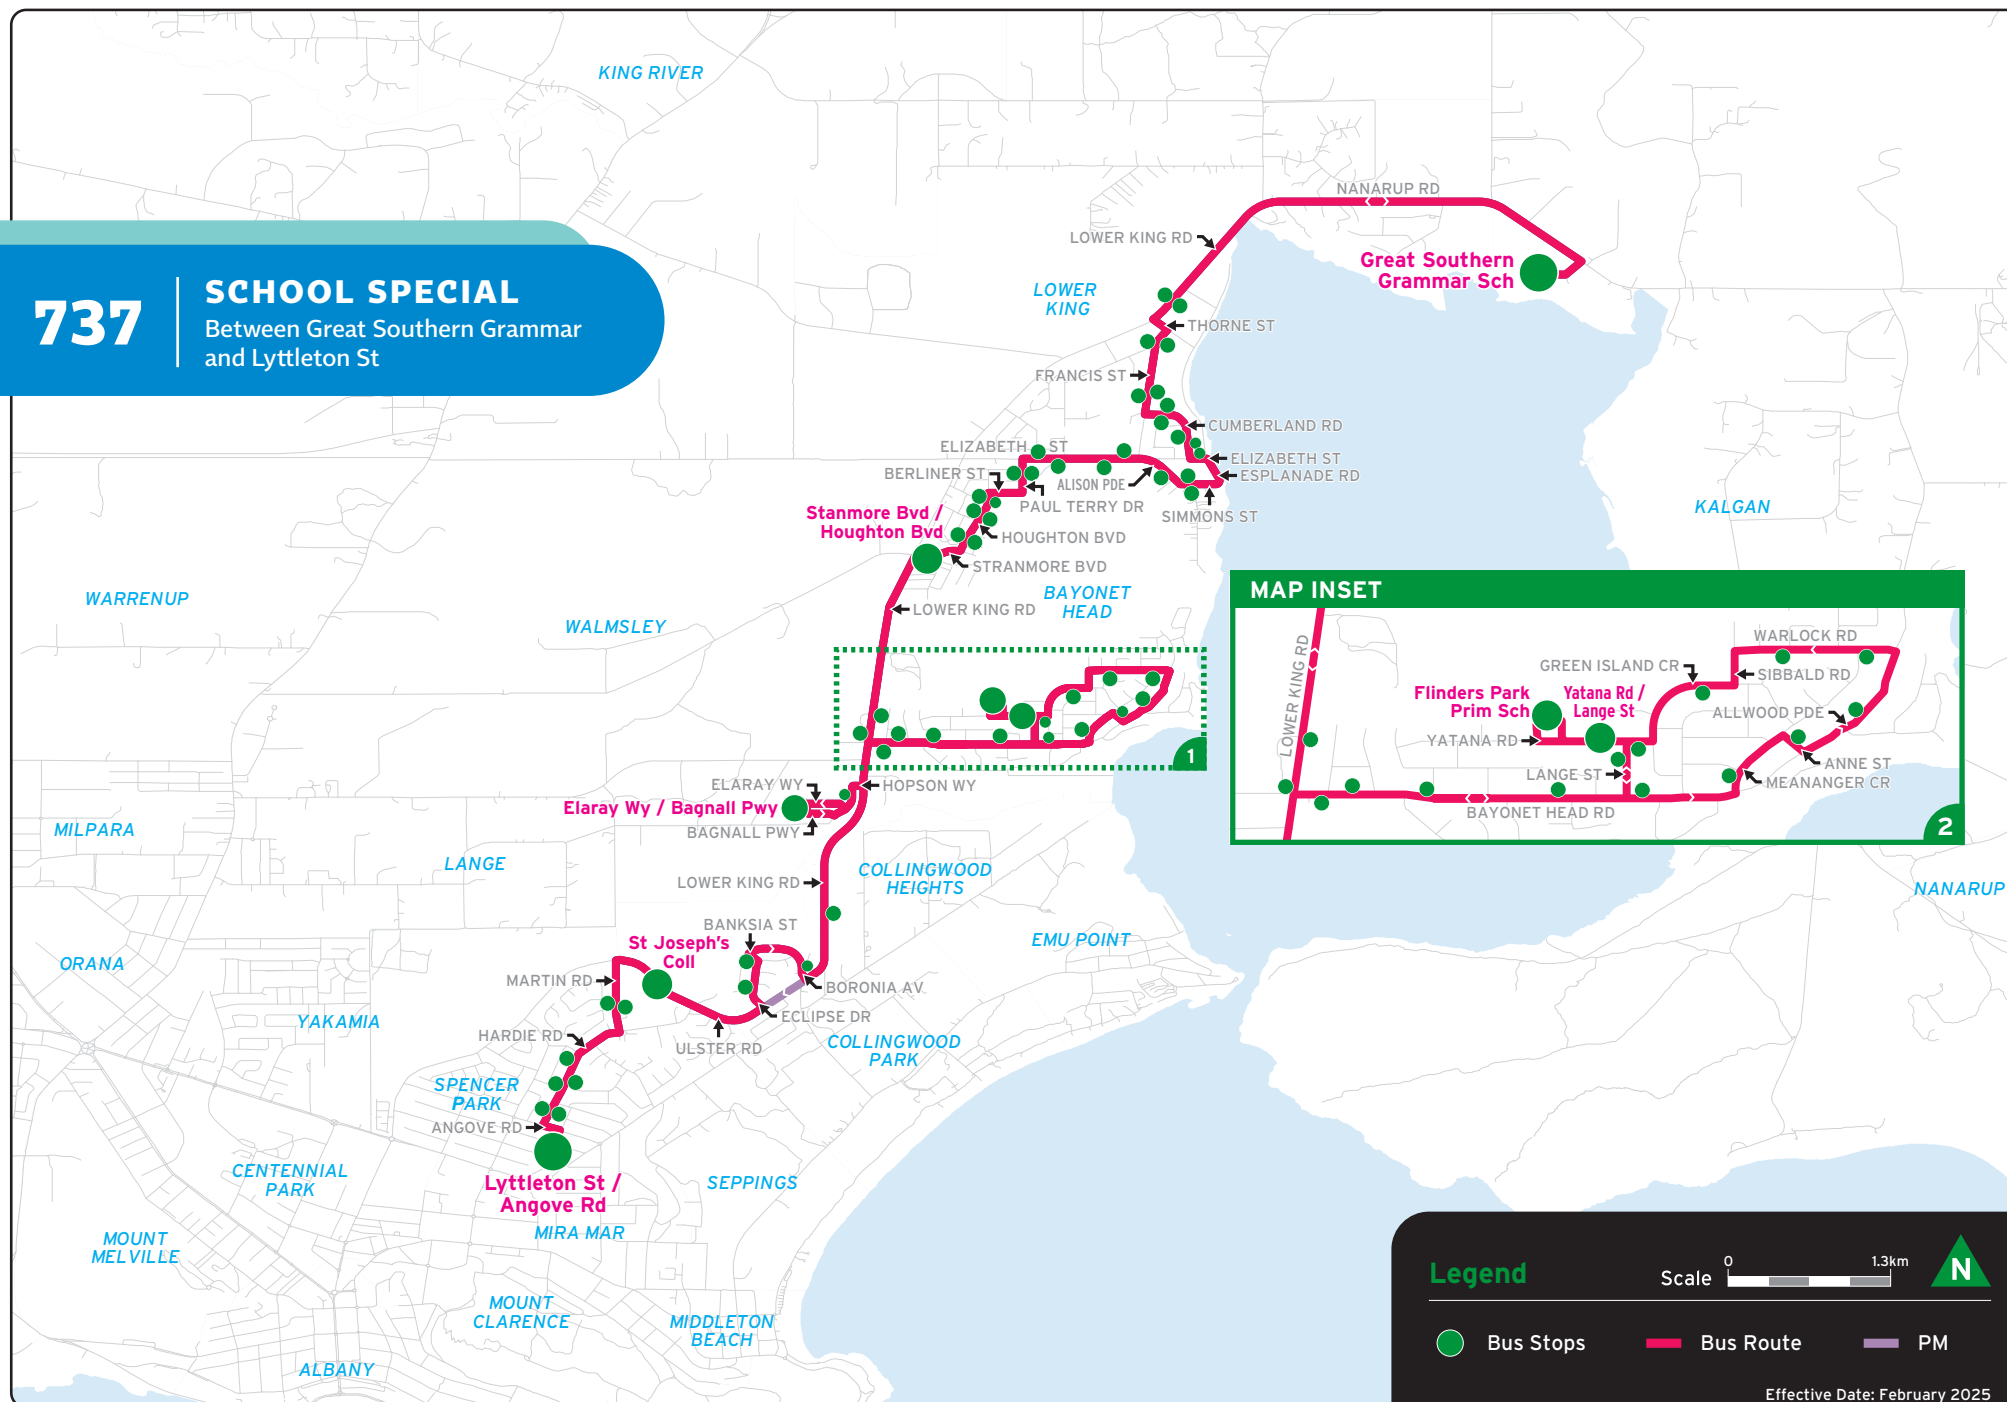 737
SCHOOL SPECIAL
Between Great Southern Grammar
and Lyttleton St
KING RIVER
NANARUP RD
LOWER KING RD
Great Southern
Grammar Sch
LOWER
KING
THORNE ST
FRANCIS ST
CUMBERLAND RD
ELIZABETH ST
ELIZABETH ST
BERLINER ST
ALISON PDE
ESPLANADE RD
PAUL TERRY DR
SIMMONS ST
Stanmore Bvd /
Houghton Bvd
HOUGHTON BVD
STRANMORE BVD
KALGAN
WARRENUP
WALMSLEY
BAYONET
HEAD
LOWER KING RD
1
MAP INSET
LOWER KING RD
WARLOCK RD
GREEN ISLAND CR
SIBBALD RD
Flinders Park
Prim Sch
Yatana Rd /
Lange St
ALLWOOD PDE
YATANA RD
ANNE ST
LANGE ST
MEANANGER CR
BAYONET HEAD RD
2
ELARAY WY
HOPSON WY
Elaray Wy / Bagnall Pwy
BAGNALL PWY
MILPARA
LANGE
COLLINGWOOD
HEIGHTS
LOWER KING RD
NANARUP
BANKSIA ST
St Joseph's
Coll
EMU POINT
ORANA
MARTIN RD
BORONIA AV
YAKAMIA
ECLIPSE DR
HARDIE RD
ULSTER RD
COLLINGWOOD
PARK
SPENCER
PARK
ANGOVE RD
CENTENNIAL
PARK
Lyttleton St /
Angove Rd
SEPPINGS
MIRA MAR
MOUNT
MELVILLE
MOUNT
CLARENCE
MIDDLETON
BEACH
ALBANY
Legend
Scale
0
1.3km
N
Bus Stops
Bus Route
PM
Effective Date: February 2025